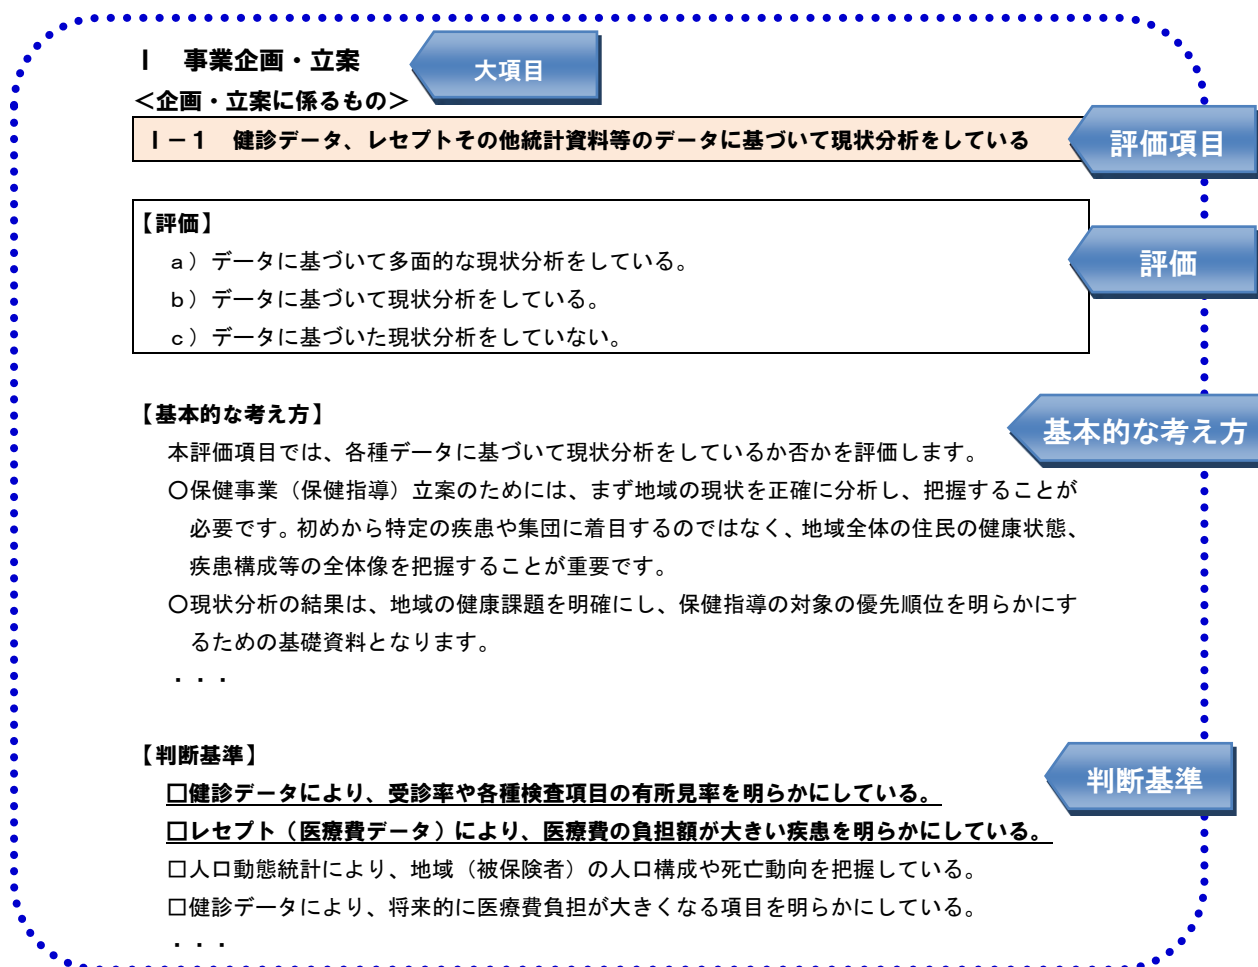 Ⅰ　事業企画・立案
大項目
＜企画・立案に係るもの＞
Ⅰ－１　健診データ、レセプトその他統計資料等のデータに基づいて現状分析をしている
評価項目
【評価】
ａ）データに基づいて多面的な現状分析をしている。
評価
ｂ）データに基づいて現状分析をしている。
ｃ）データに基づいた現状分析をしていない。
【基本的な考え方】
基本的な考え方
本評価項目では、各種データに基づいて現状分析をしているか否かを評価します。
○保健事業（保健指導）立案のためには、まず地域の現状を正確に分析し、把握することが
必要です。初めから特定の疾患や集団に着目するのではなく、地域全体の住民の健康状態、
疾患構成等の全体像を把握することが重要です。
○現状分析の結果は、地域の健康課題を明確にし、保健指導の対象の優先順位を明らかにす
るための基礎資料となります。
・・・
【判断基準】
判断基準
□健診データにより、受診率や各種検査項目の有所見率を明らかにしている。
□レセプト（医療費データ）により、医療費の負担額が大きい疾患を明らかにしている。
□人口動態統計により、地域（被保険者）の人口構成や死亡動向を把握している。
□健診データにより、将来的に医療費負担が大きくなる項目を明らかにしている。
・・・